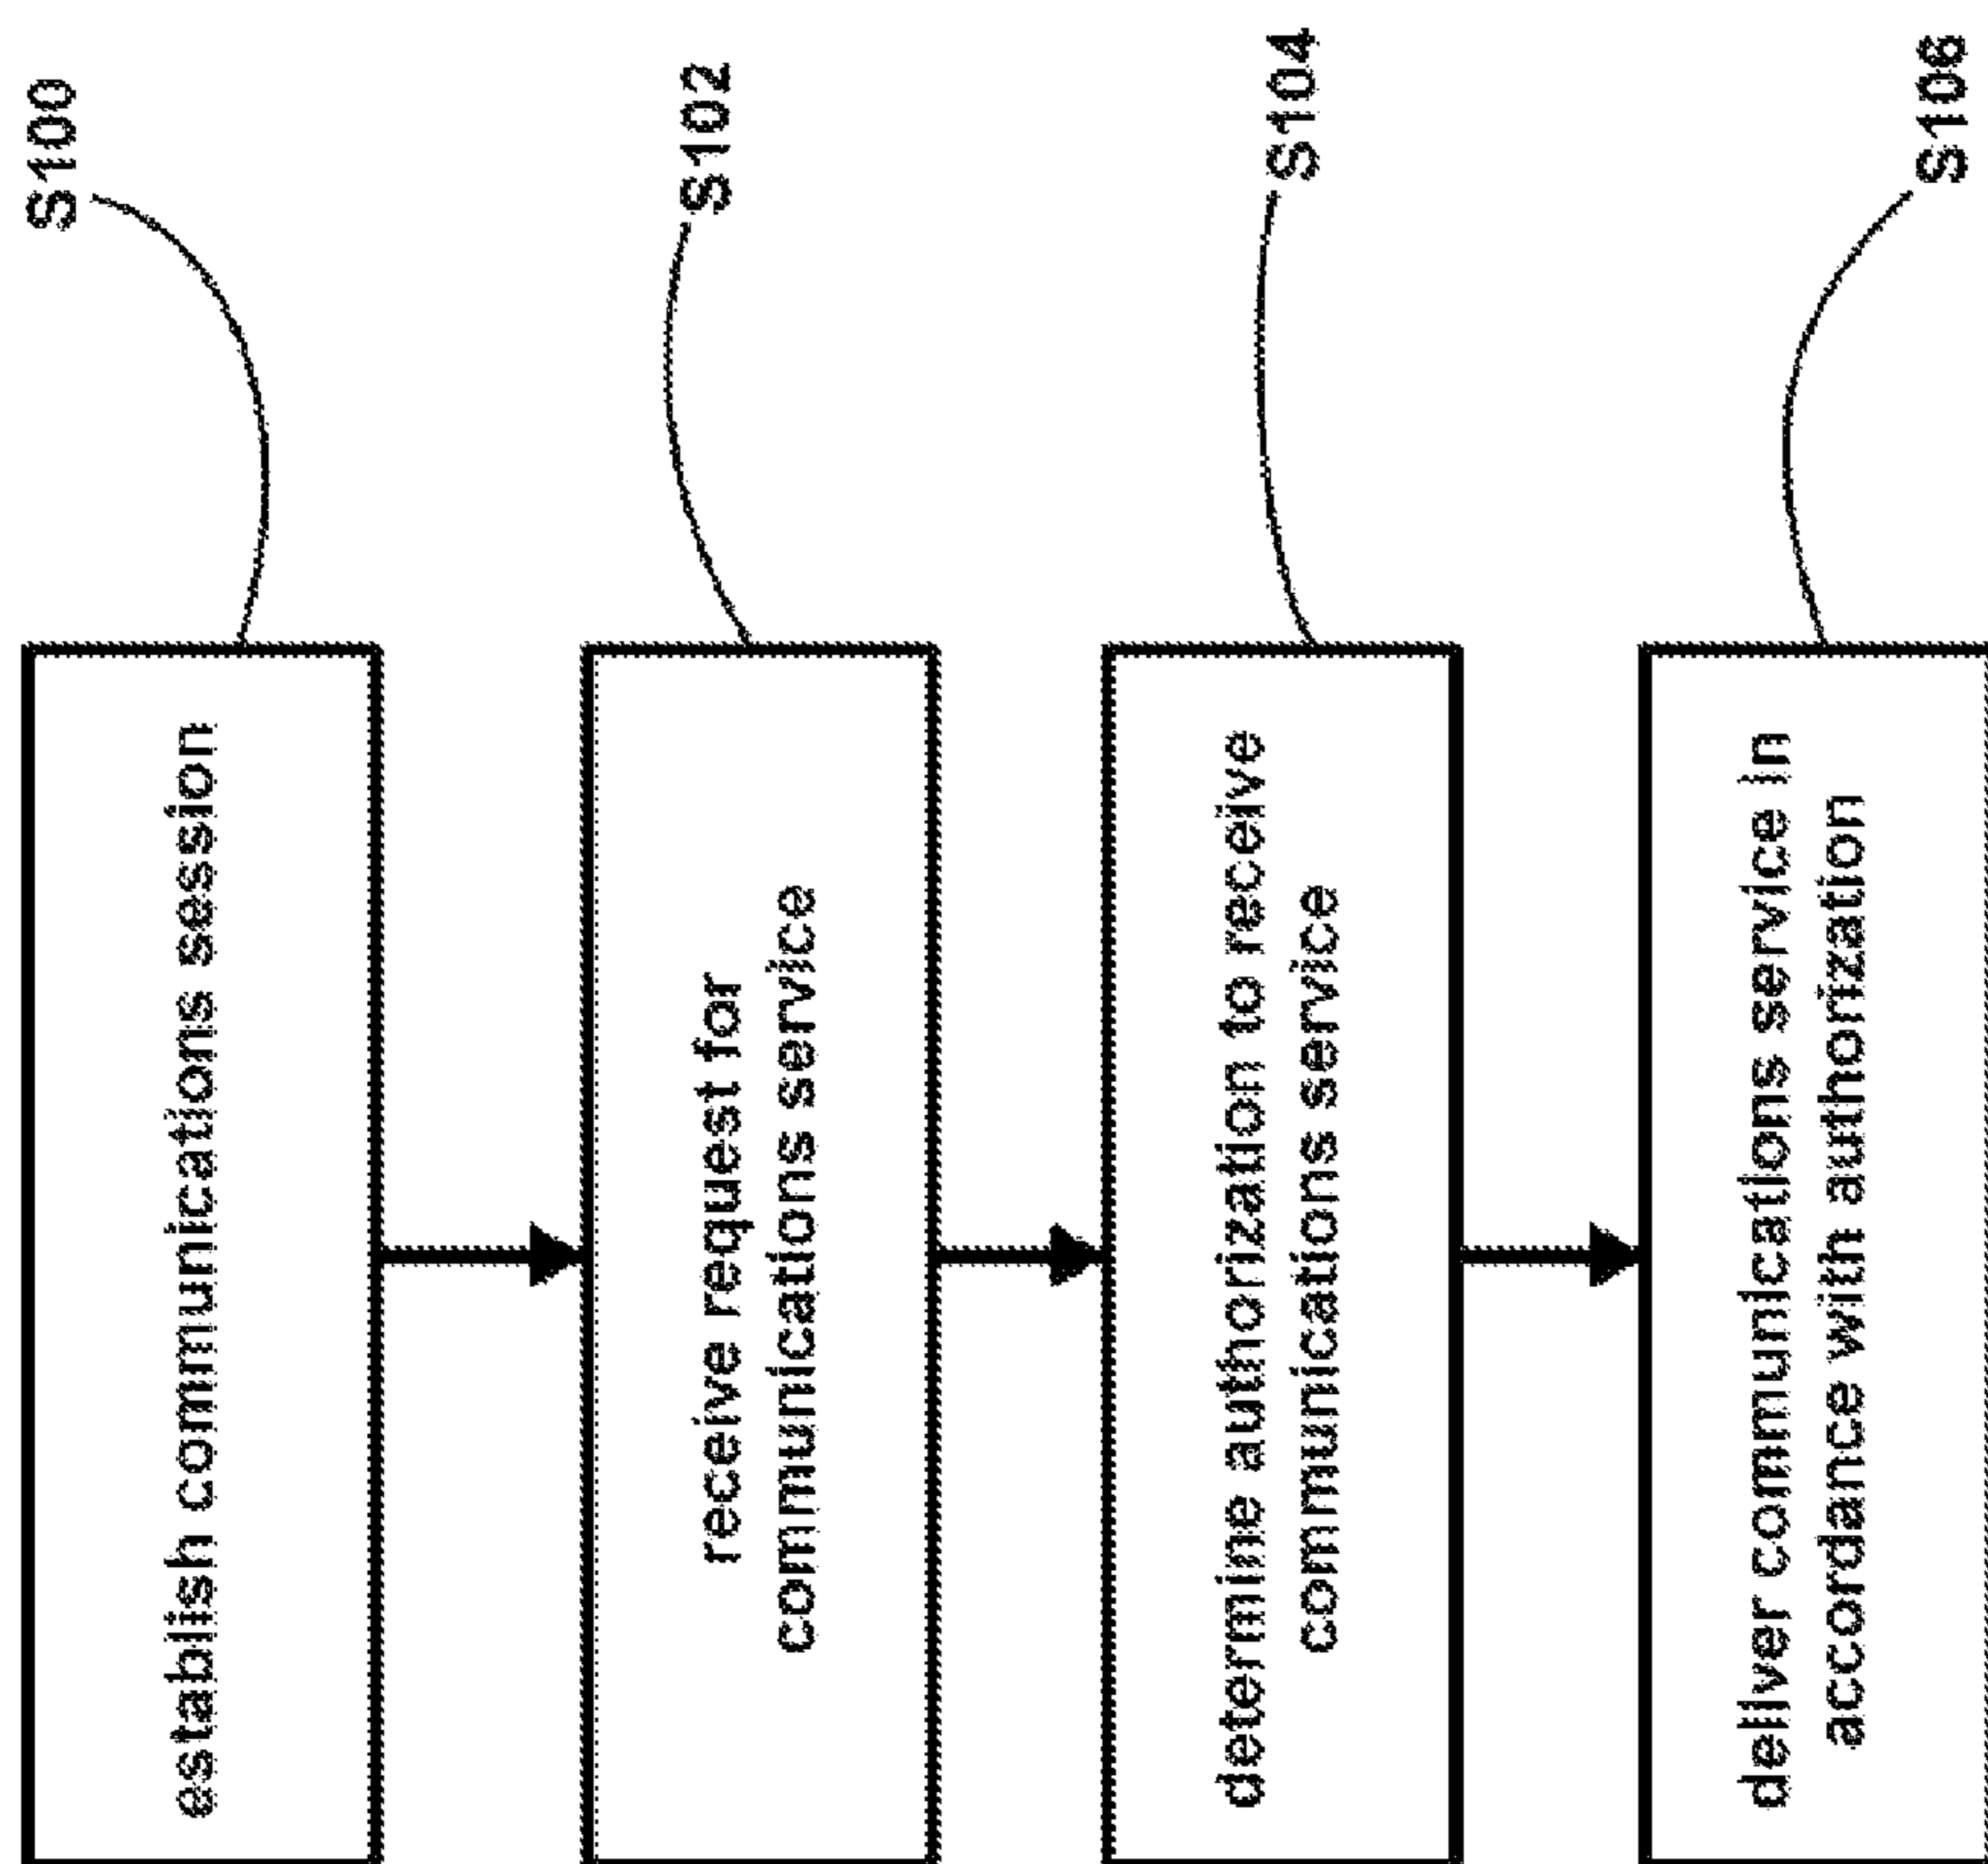 establish communications session
S100
receive request for
communications service
S102
determine authorization to receive
communications service
S104
deliver communications service in
accordance with authorization
S106